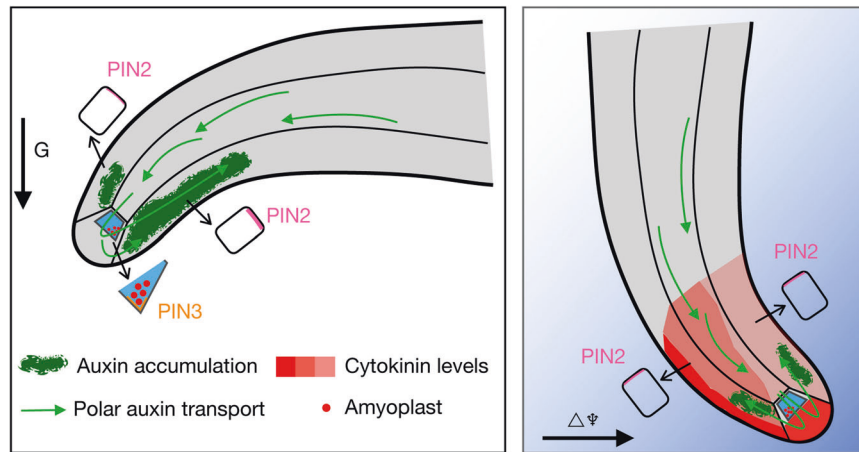 PIN2
G
PIN2
PIN3
Auxin accumulation
Cytokinin levels
Polar auxin transport
Amyoplast
PIN2
PIN2
△Ψ